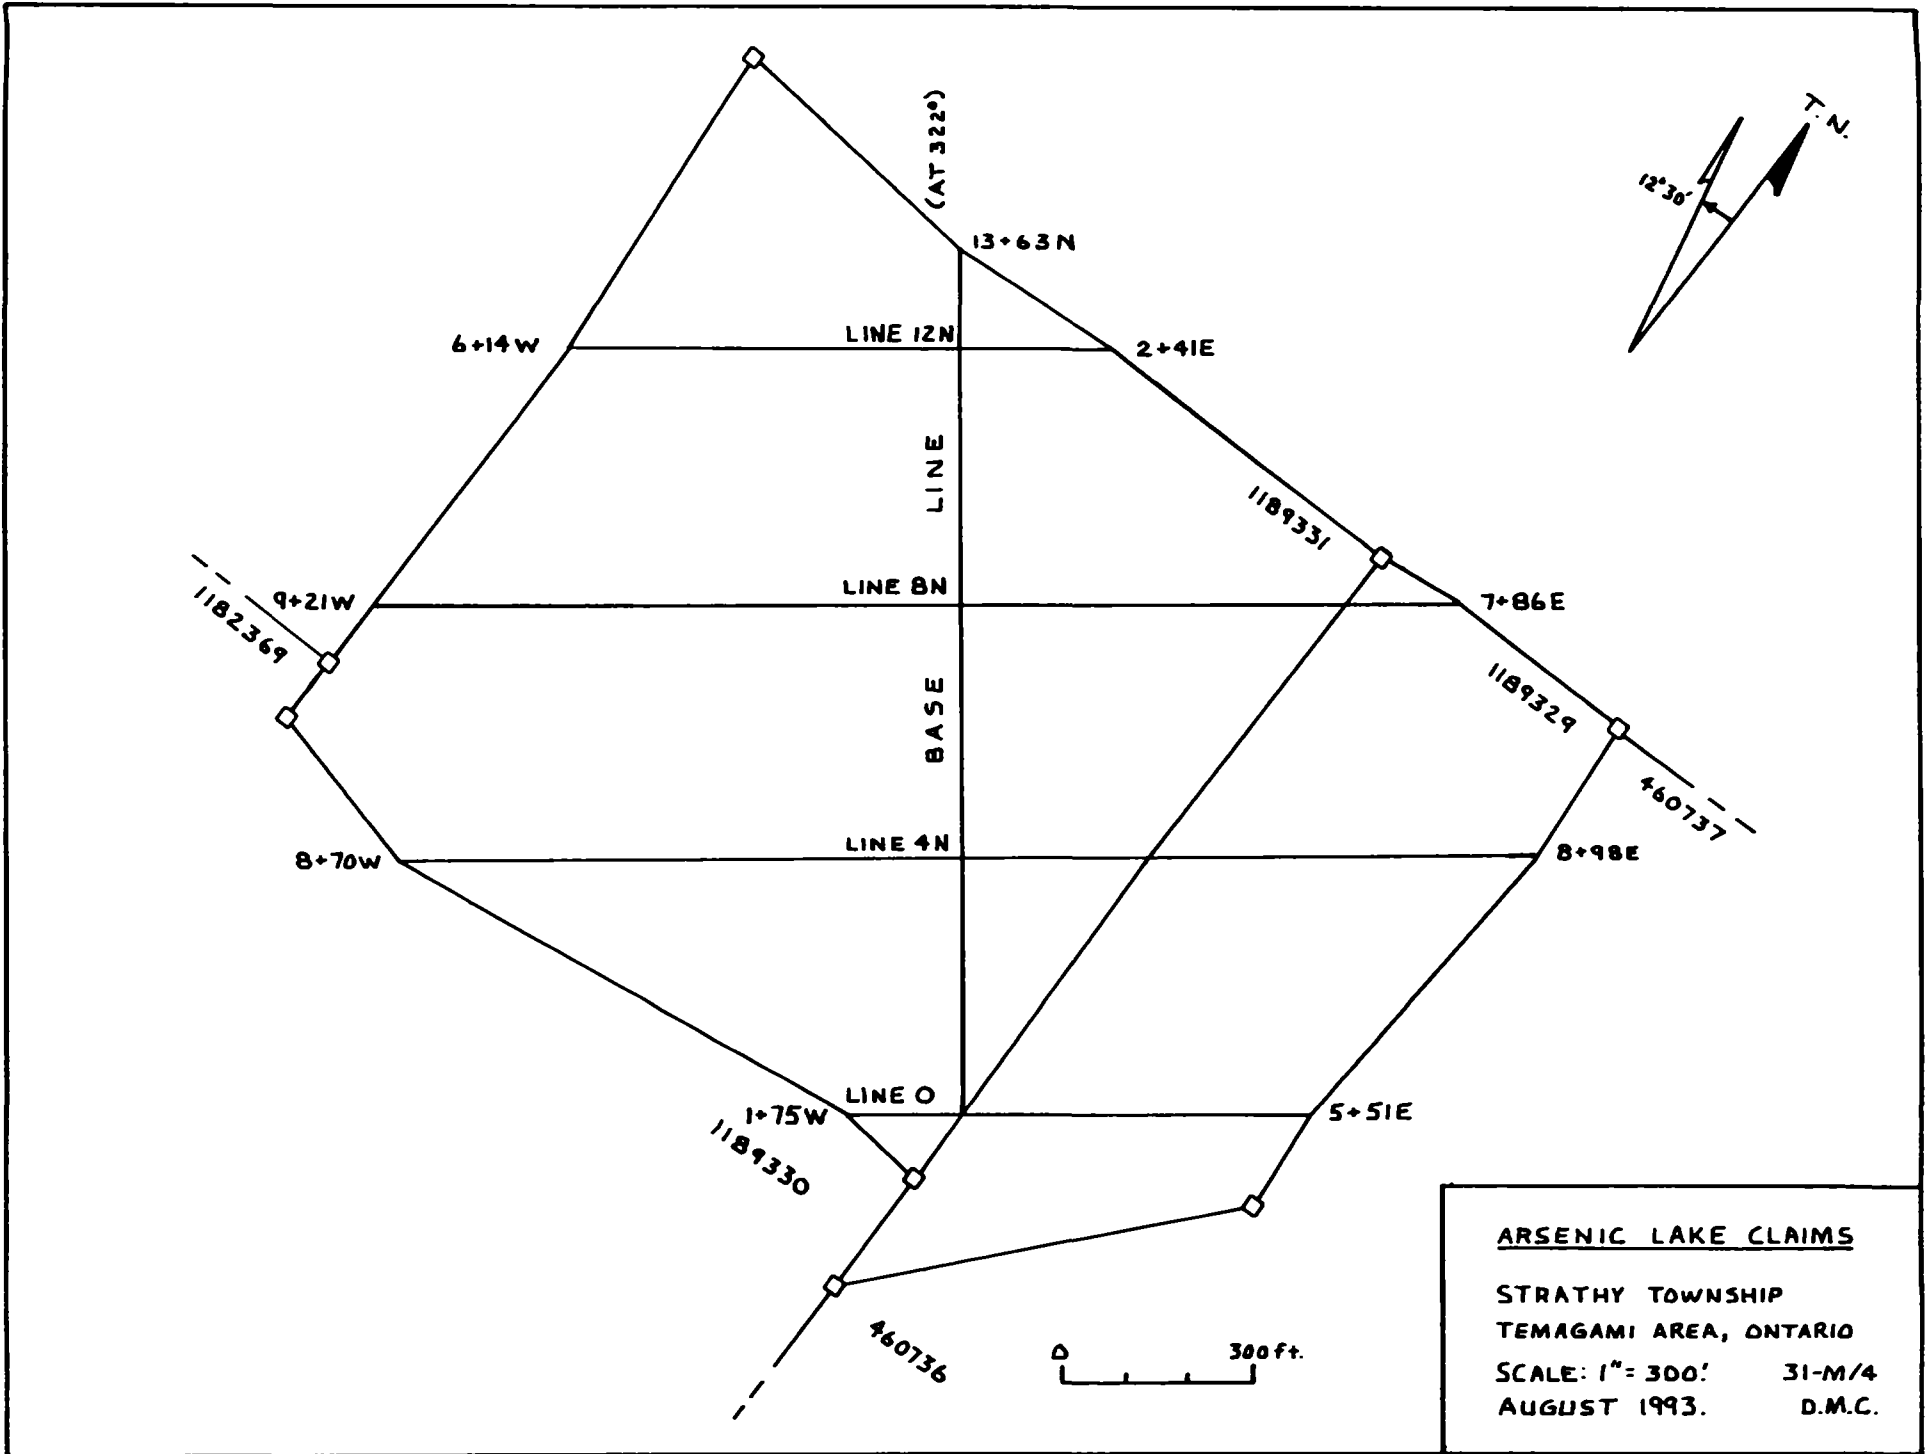 (AT 322°)
T. N.
12°30'
13+63N
6+14W
LINE 12N
2+41E
LINE
1189331
9+21W
LINE 8N
7+86E
1182369
1189329
BASE
460737
8+70W
LINE 4N
8+98E
LINE 0
1+75W
5+51E
1189330
460736
0 300ft.
ARSENIC LAKE CLAIMS
STRATHY TOWNSHIP
TEMAGAMI AREA, ONTARIO
SCALE: 1"= 300' 31-M/4
AUGUST 1993. D.M.C.